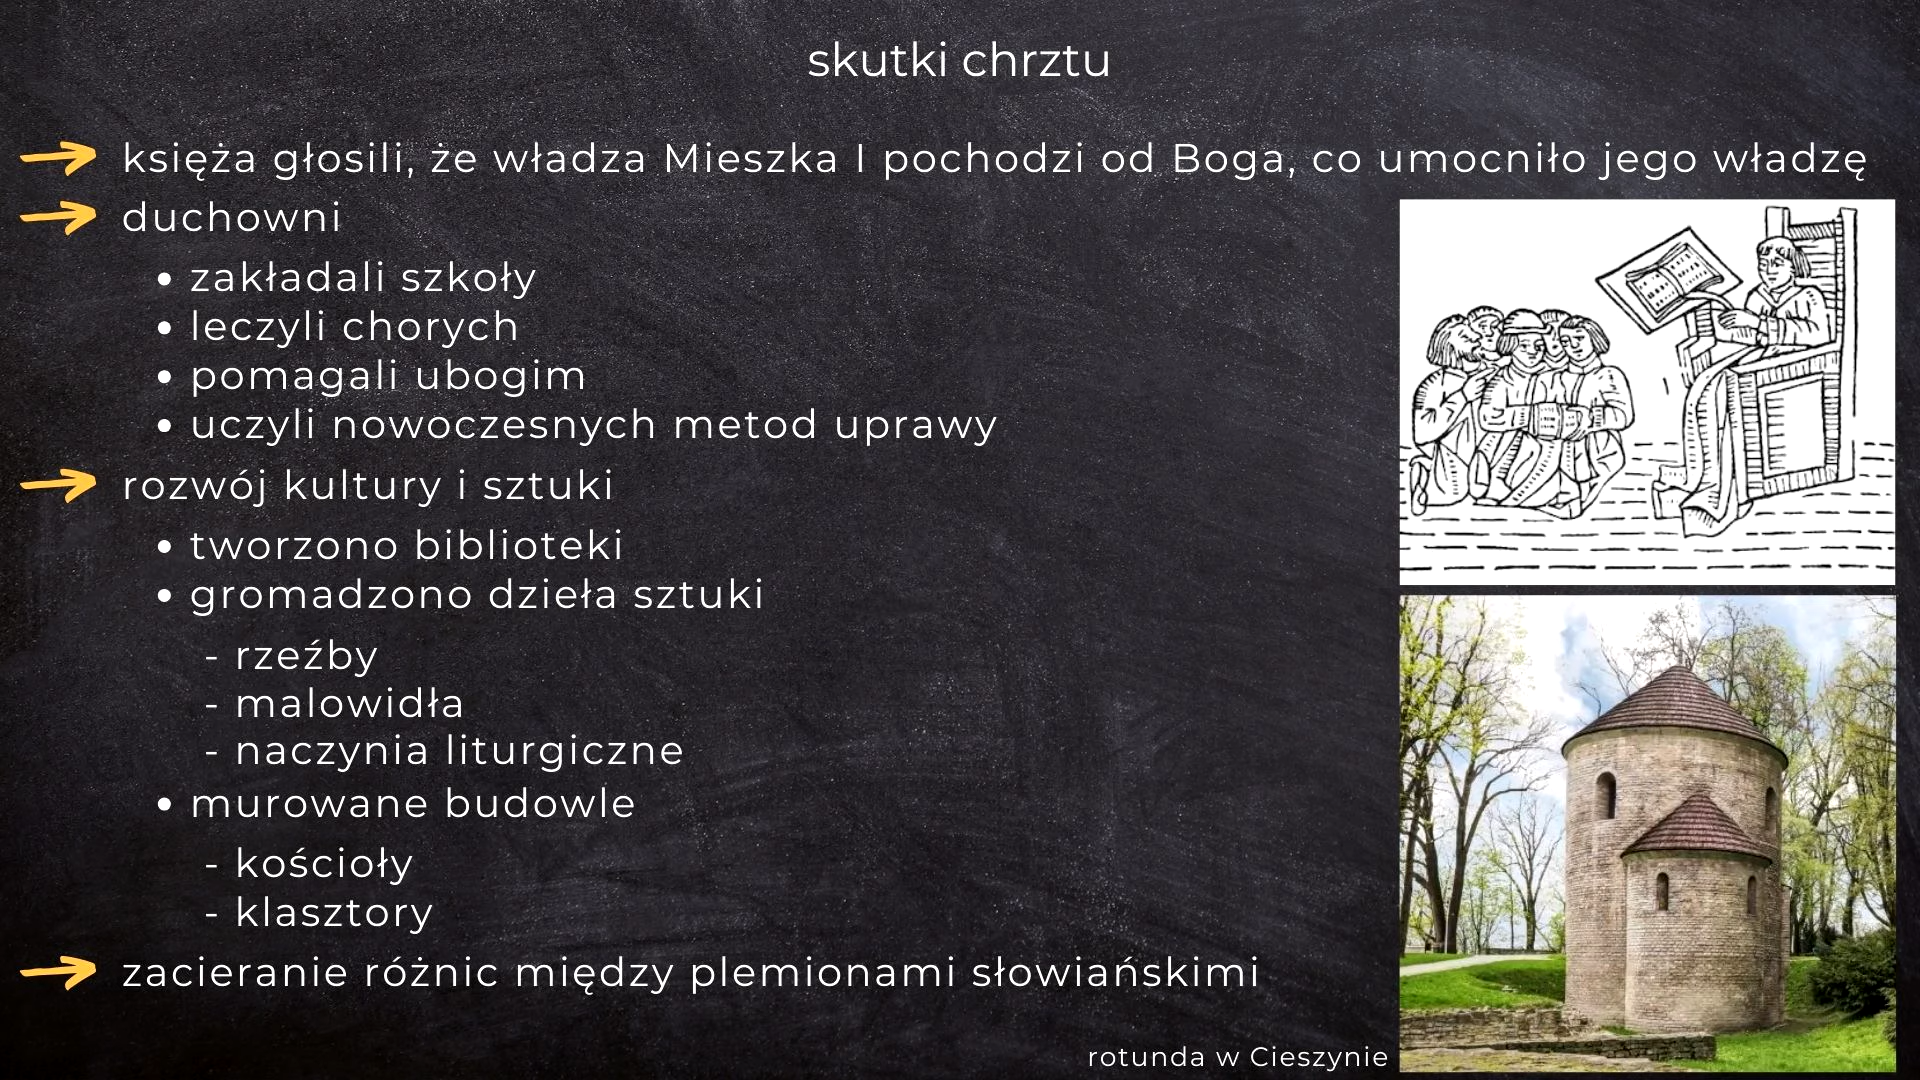 skutki chrztu
księża głosili, że władza Mieszka I pochodzi od Boga, co umocniło jego władzę
duchowni
• zakładali szkoły
• leczyli chorych
• pomagali ubogim
• uczyli nowoczesnych metod uprawy
rozwój kultury i sztuki
• tworzono biblioteki
• gromadzono dzieła sztuki
- rzeźby
- malowidła
- naczynia liturgiczne
• murowane budowle
- kościoły
- klasztory
zacieranie różnic między plemionami słowiańskimi
rotunda w Cieszynie